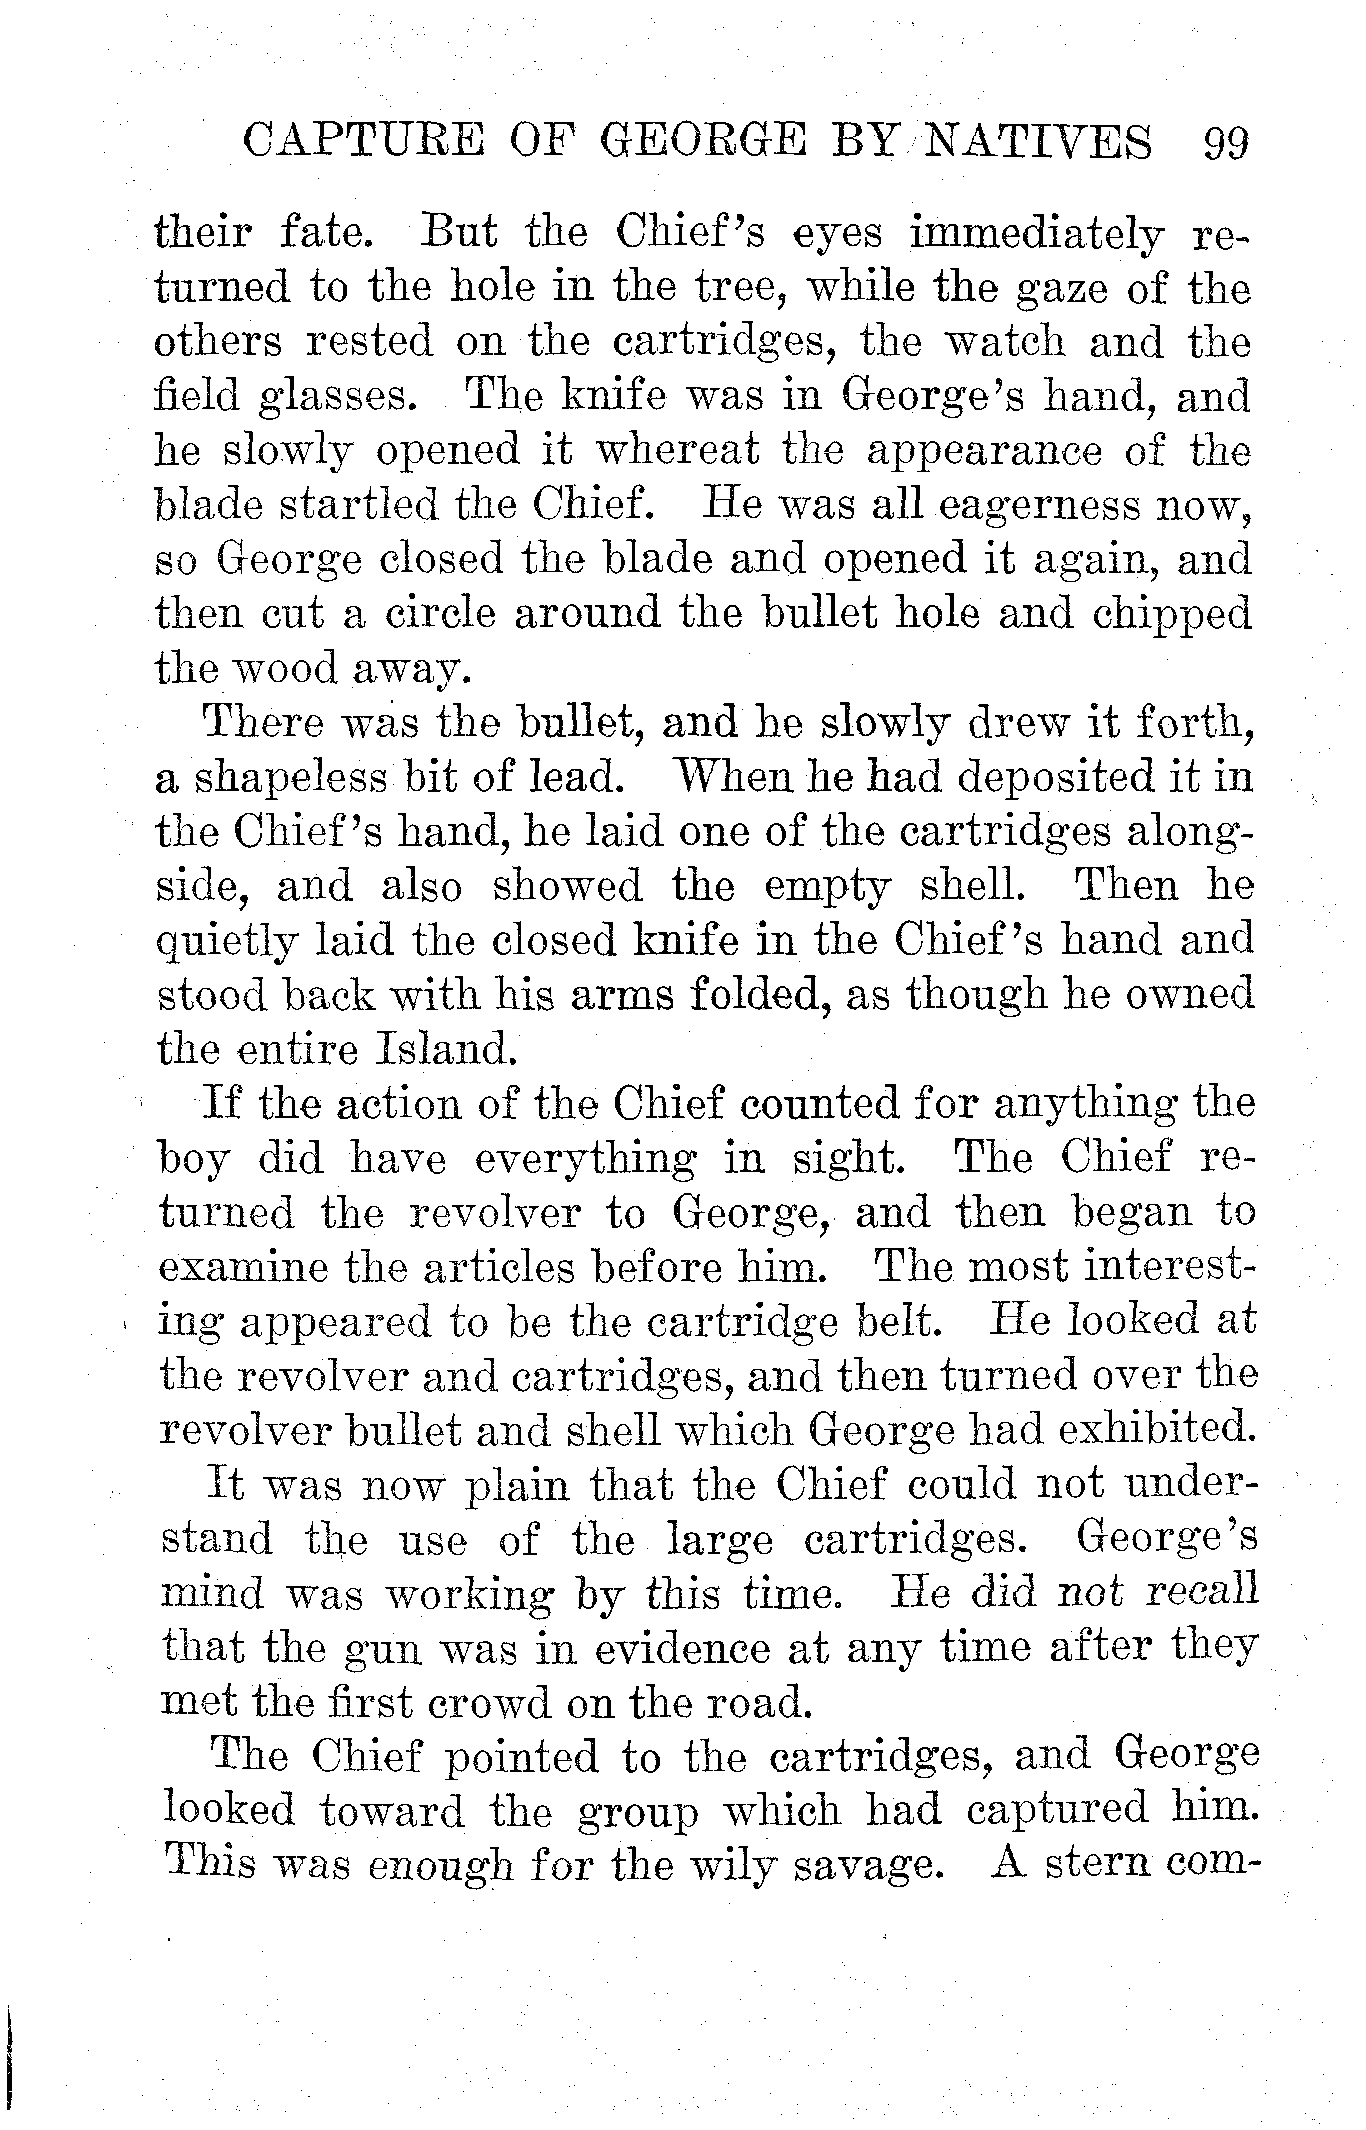 CAPTURE OF GEORGE BY NATIVES 99
their fate. But the Chief's eyes immediately re-
turned to the hole in the tree, while the gaze of the
others rested on the cartridges, the watch and the
field glasses. The knife was in George's hand, and
he slowly opened it whereat the appearance of the
blade startled the Chief. He was all eagerness now,
so George closed the blade and opened it again, and
then cut a circle around the bullet hole and chipped
the wood away.
There was the bullet, and he slowly drew it forth,
a shapeless bit of lead. When he had deposited it in
the Chief's hand, he laid one of the cartridges along-
side, and also showed the empty shell. Then he
quietly laid the closed knife in the Chief's hand and
stood back with his arms folded, as though he owned
the entire Island.
If the action of the Chief counted for anything the
boy did have everything in sight. The Chief re-
turned the revolver to George, and then began to
examine the articles before him. The most interest-
ing appeared to be the cartridge belt. He looked at
the revolver and cartridges, and then turned over the
revolver bullet and shell which George had exhibited.
It was now plain that the Chief could not under-
stand the use of the large cartridges. George's
mind was working by this time. He did not recall
that the gun was in evidence at any time after they
met the first crowd on the road.
The Chief pointed to the cartridges, and George
looked toward the group which had captured him.
This was enough for the wily savage. A stern com-